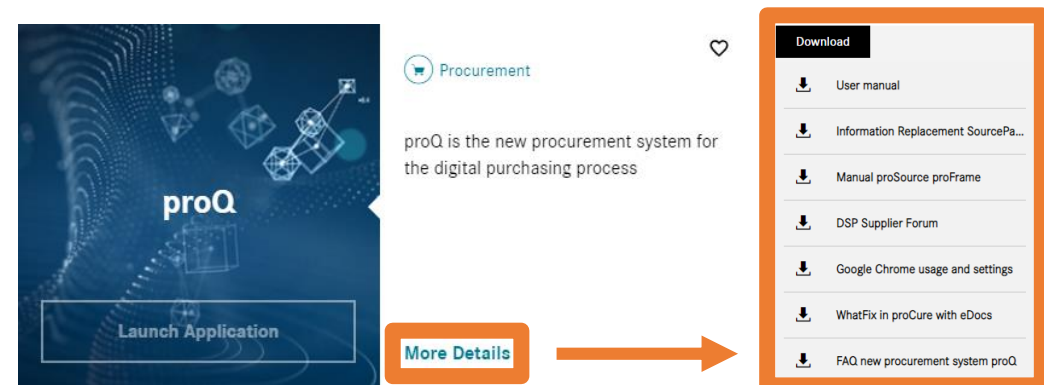 proQ
Launch Application
Procurement
proQ is the new procurement system for
the digital purchasing process
More Details
Download
User manual
Information Replacement SourcePa...
Manual proSource proFrame
DSP Supplier Forum
Google Chrome usage and settings
WhatFix in proCure with eDocs
FAQ new procurement system proQ